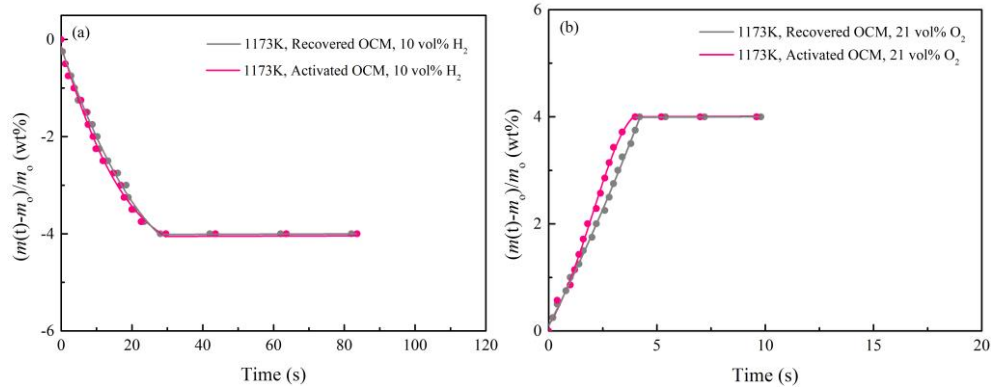 (a)
1173K, Recovered OCM, 10 vol% H₂
1173K, Activated OCM, 10 vol% H₂
0
-2
-4
-6
(m(t)-mₒ)/mₒ (wt%)
0 20 40 60 80 100 120
Time (s)
(b)
1173K, Recovered OCM, 21 vol% O₂
1173K, Activated OCM, 21 vol% O₂
6
4
2
0
(m(t)-mₒ)/mₒ (wt%)
0 5 10 15 20
Time (s)